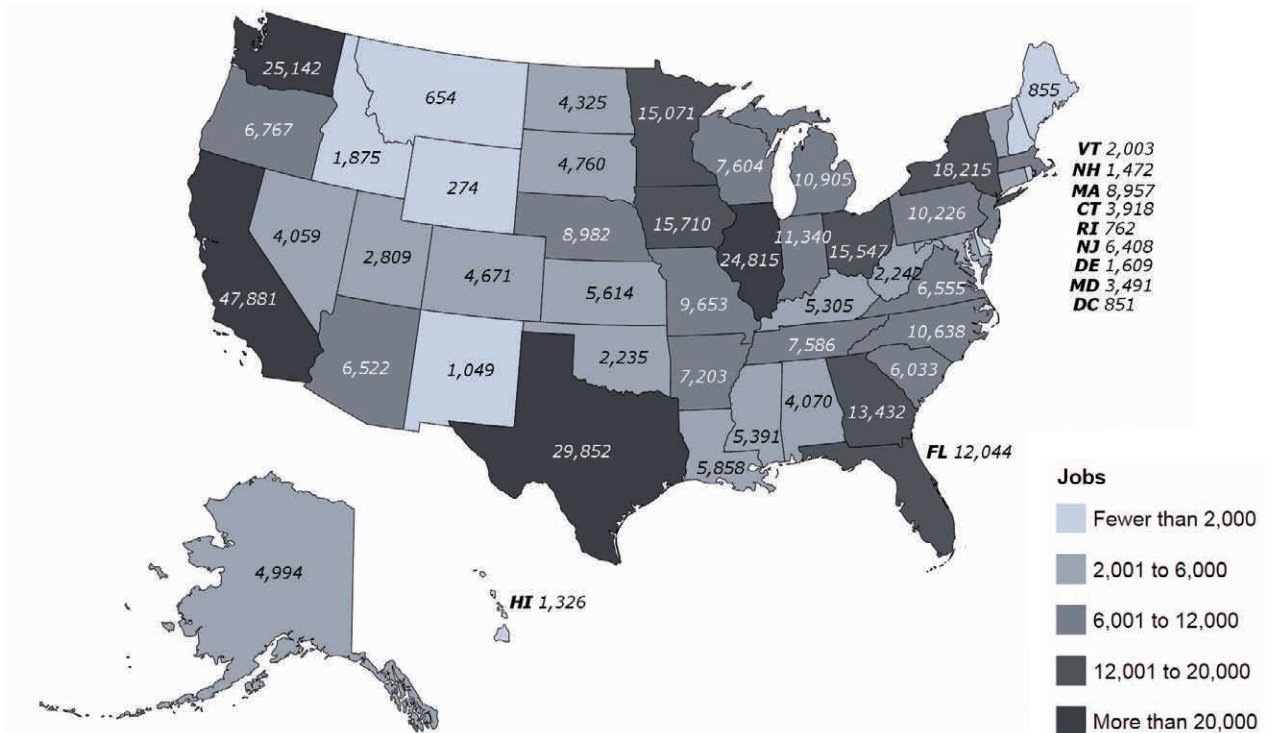 25,142
654
4,325
15,071
855
6,767
1,875
4,760
7,604
10,905
18,215
274
VT 2,003
NH 1,472
MA 8,957
CT 3,918
RI 762
NJ 6,408
DE 1,609
MD 3,491
DC 851
15,710
10,226
8,982
4,059
2,809
4,671
24,815
11,340
15,547
2,242
6,555
47,881
5,614
9,653
5,305
10,638
7,586
6,522
1,049
2,235
7,203
6,033
4,070
13,432
5,391
29,852
5,858
FL 12,044
Jobs
Fewer than 2,000
2,001 to 6,000
6,001 to 12,000
12,001 to 20,000
More than 20,000
4,994
HI 1,326